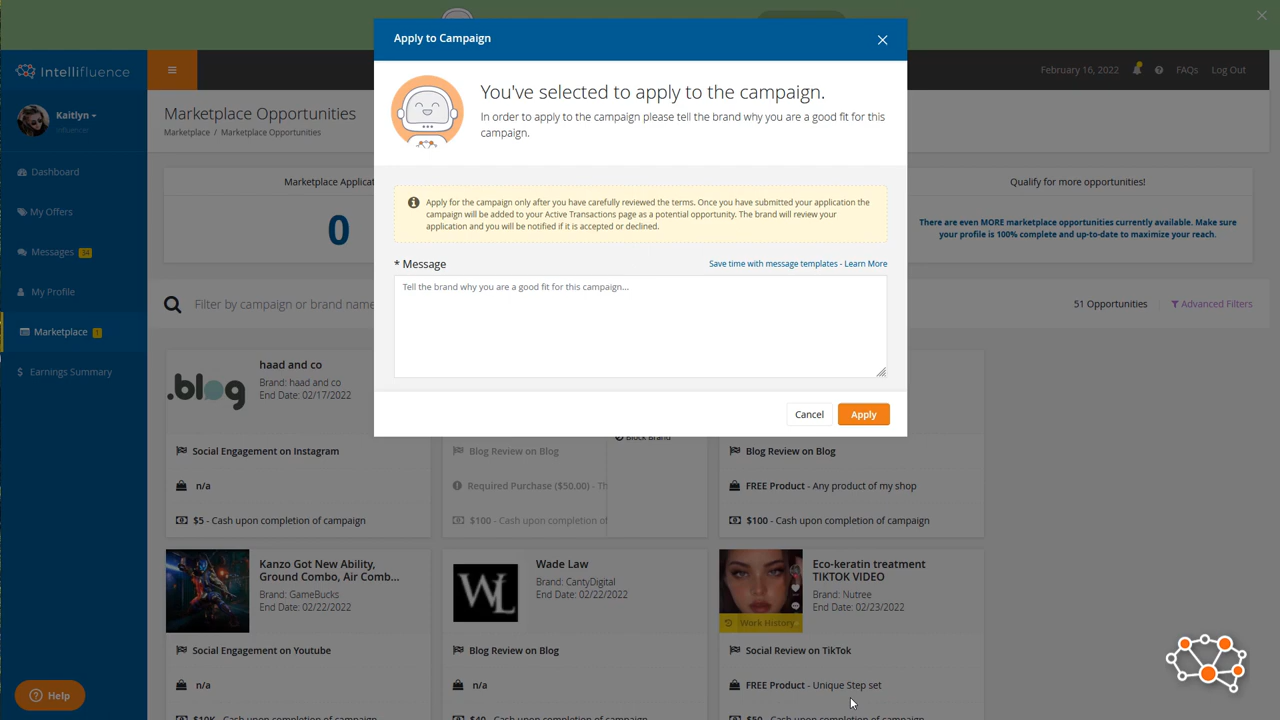 Apply to Campaign
You've selected to apply to the campaign.
In order to apply to the campaign please tell the brand why you are a good fit for this
campaign.
Apply for the campaign only after you have carefully reviewed the terms. Once you have submitted your application the
campaign will be added to your Active Transactions page as a potential opportunity. The brand will review your
application and you will be notified if it is accepted or declined.
* Message
Save time with message templates - Learn More
Tell the brand why you are a good fit for this campaign...
Cancel
Apply
Intellifluence
February 16, 2022
FAQs
Log Out
Kaitlyn
Influencer
Dashboard
My Offers
Messages 34
My Profile
Marketplace 1
Earnings Summary
Help
Marketplace Opportunities
Marketplace / Marketplace Opportunities
0
Qualify for more opportunities!
There are even MORE marketplace opportunities currently available. Make sure
your profile is 100% complete and up-to-date to maximize your reach.
Filter by campaign or brand name
51 Opportunities
Advanced Filters
.blog
haad and co
Brand: haad and co
End Date: 02/17/2022
Social Engagement on Instagram
n/a
$5 - Cash upon completion of campaign
Block Brand
Blog Review on Blog
Required Purchase ($50.00)
$100 - Cash upon completion of
Blog Review on Blog
FREE Product - Any product of my shop
$100 - Cash upon completion of campaign
Kanzo Got New Ability,
Ground Combo, Air Comb...
Brand: GameBucks
End Date: 02/22/2022
Social Engagement on Youtube
n/a
WL
Wade Law
Brand: CantyDigital
End Date: 02/22/2022
Blog Review on Blog
n/a
Work History
Eco-keratin treatment
TIKTOK VIDEO
Brand: Nutree
End Date: 02/23/2022
Social Review on TikTok
FREE Product - Unique Step set